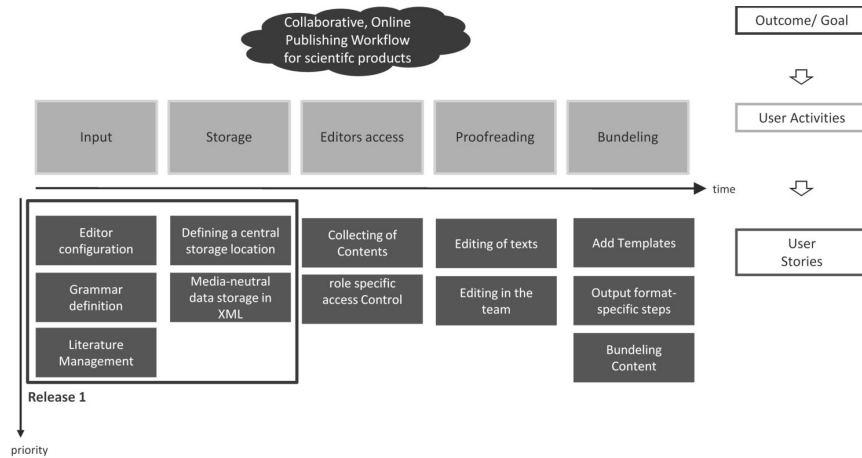 Collaborative, Online
Publishing Workflow
for scientifc products
Outcome/ Goal
Input
Storage
Editors access
Proofreading
Bundeling
User Activities
time
Editor
configuration
Defining a central
storage location
Collecting of
Contents
Editing of texts
Add Templates
User
Stories
Grammar
definition
Media-neutral
data storage in
XML
role specific
access Control
Editing in the
team
Output format-
specific steps
Literature
Management
Bundeling
Content
Release 1
priority